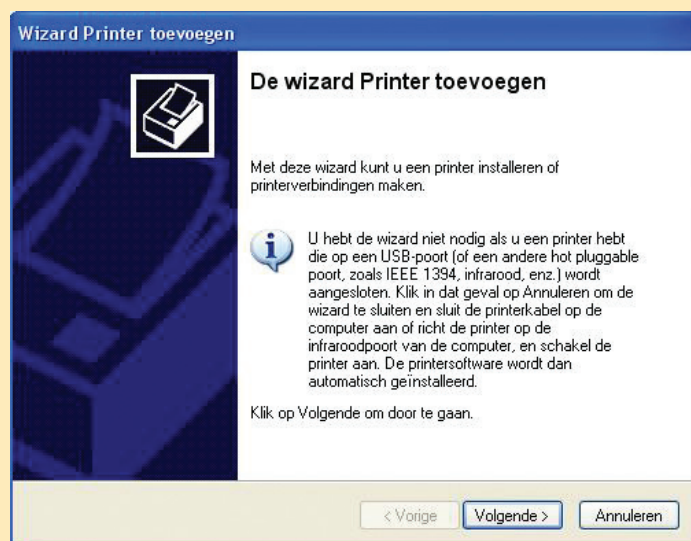 Wizard Printer toevoegen
De wizard Printer toevoegen
Met deze wizard kunt u een printer installeren of
printerverbindingen maken.
U hebt de wizard niet nodig als u een printer hebt
die op een USB-poort (of een andere hot pluggable
poort, zoals IEEE 1394, infrarood, enz.) wordt
aangesloten. Klik in dat geval op Annuleren om de
wizard te sluiten en sluit de printerkabel op de
computer aan of richt de printer op de
infraroodpoort van de computer, en schakel de
printer aan. De printersoftware wordt dan
automatisch geïnstalleerd.
Klik op Volgende om door te gaan.
< Vorige Volgende > Annuleren